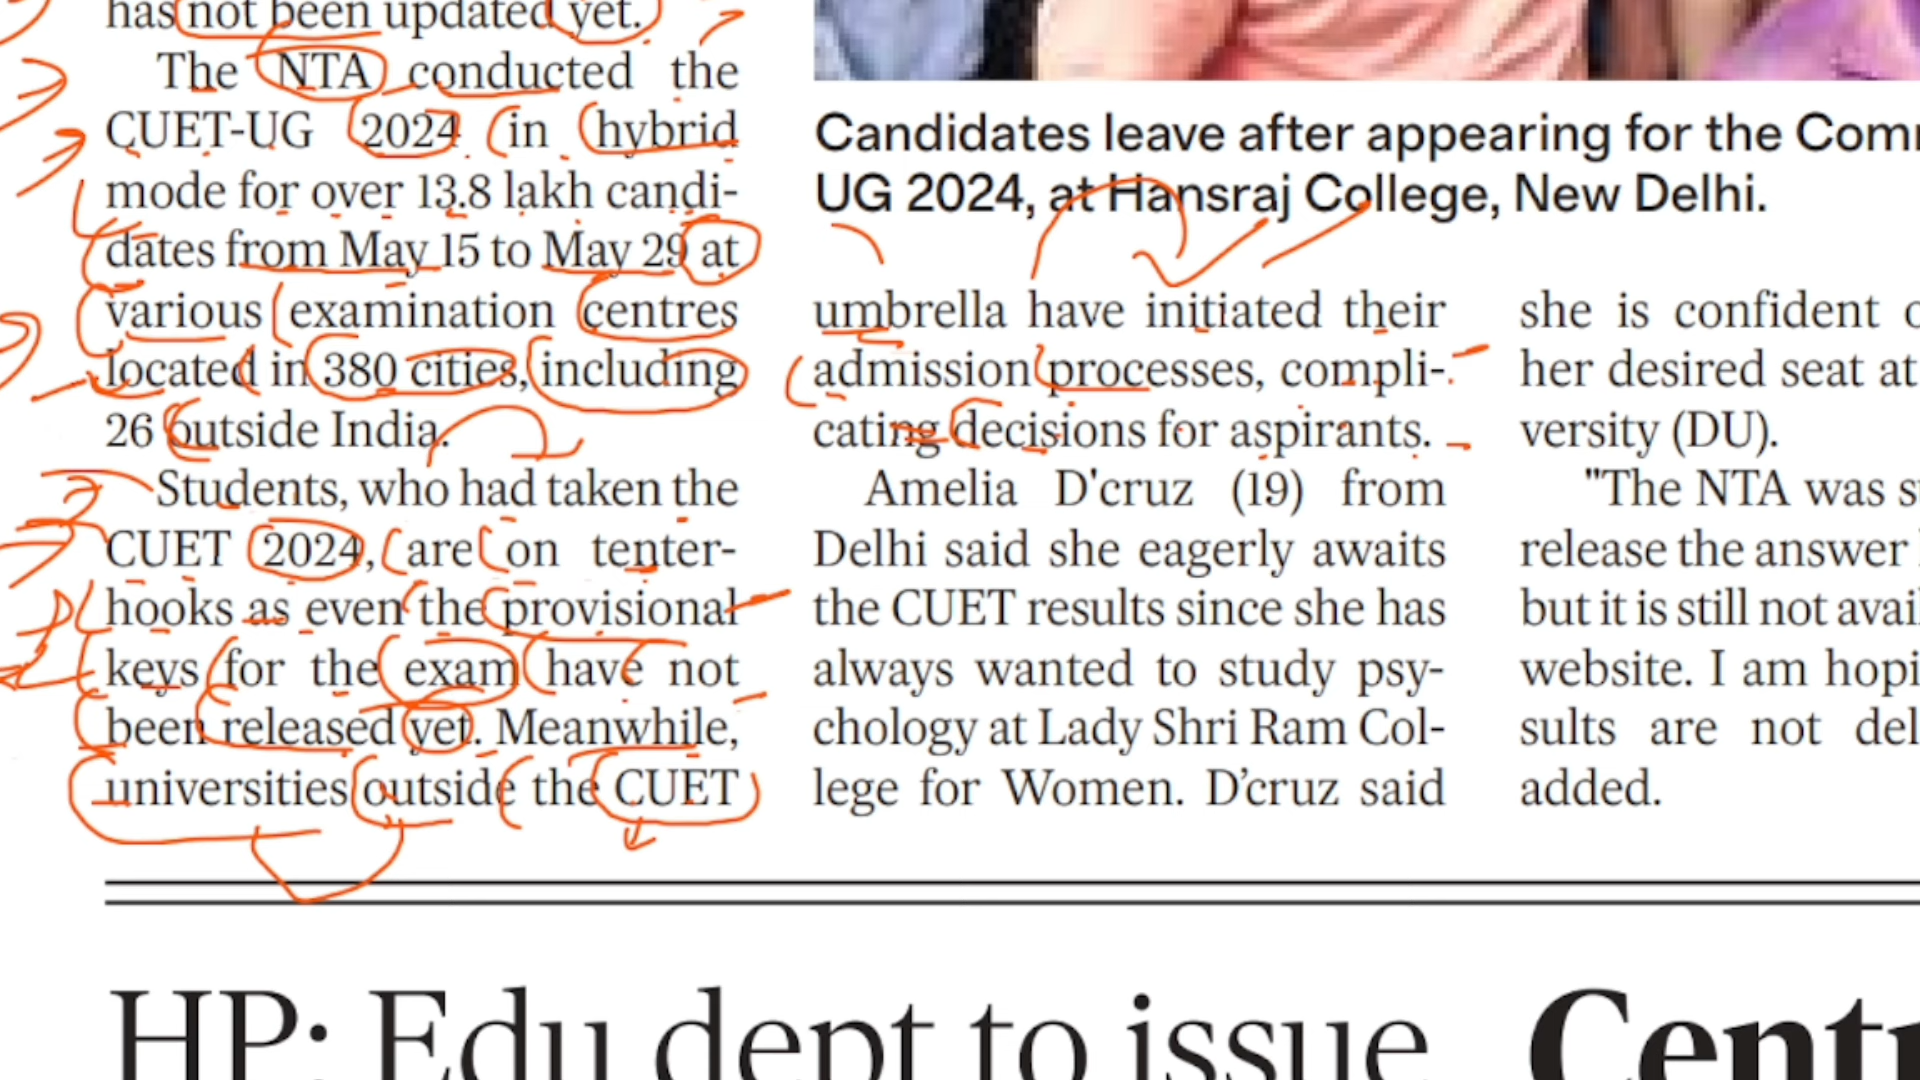 has not been updated yet.
The NTA conducted the
CUET-UG 2024 in hybrid
mode for over 13.8 lakh candi-
dates from May 15 to May 29 at
various examination centres
located in 380 cities, including
26 outside India.
Students, who had taken the
CUET 2024, are on tenter-
hooks as even the provisional
keys for the exam have not
been released yet. Meanwhile,
universities outside the CUET
Candidates leave after appearing for the
UG 2024, at Hansraj College, New Delhi.
umbrella have initiated their
admission processes, compli-
cating decisions for aspirants.
Amelia D'cruz (19) from
Delhi said she eagerly awaits
the CUET results since she has
always wanted to study psy-
chology at Lady Shri Ram Col-
lege for Women. D’cruz said
she is confident
her desired seat at
versity (DU).
"The NTA was
release the answer
but it is still not
website. I am
sults are not
added.
HP: Edu dept to issue